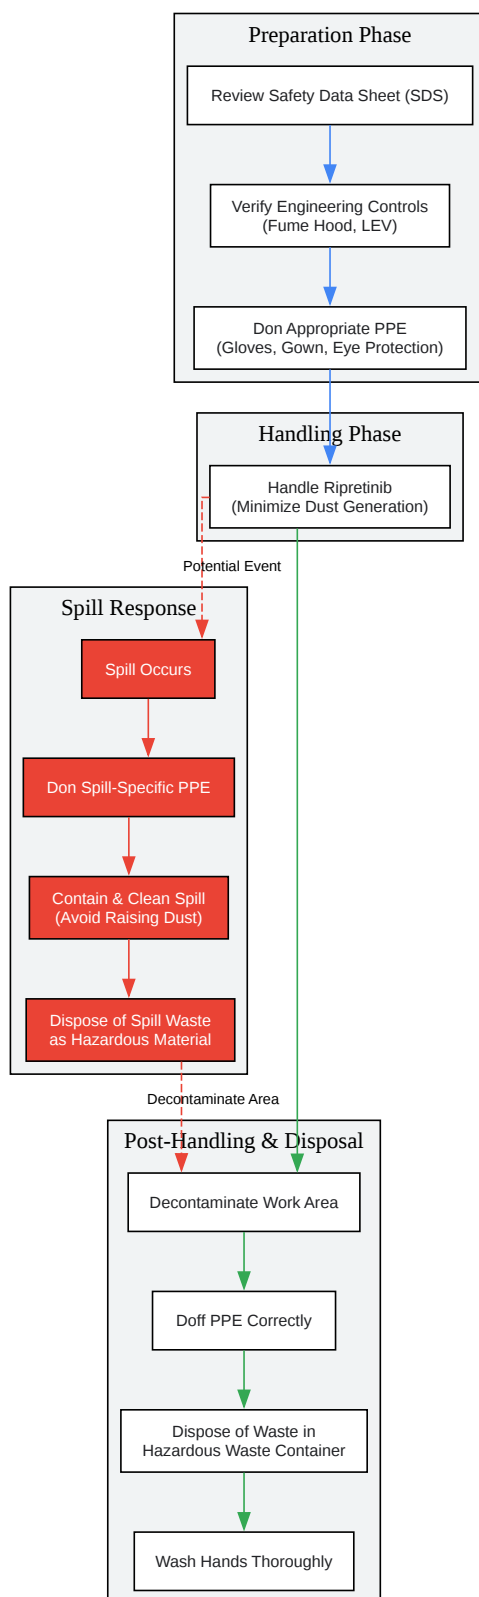 Preparation Phase
Review Safety Data Sheet (SDS)
Verify Engineering Controls
(Fume Hood, LEV)
Don Appropriate PPE
(Gloves, Gown, Eye Protection)
Handling Phase
Handle Ripretinib
(Minimize Dust Generation)
Potential Event
Spill Response
Spill Occurs
Don Spill-Specific PPE
Contain & Clean Spill
(Avoid Raising Dust)
Dispose of Spill Waste
as Hazardous Material
Decontaminate Area
Post-Handling & Disposal
Decontaminate Work Area
Doff PPE Correctly
Dispose of Waste in
Hazardous Waste Container
Wash Hands Thoroughly